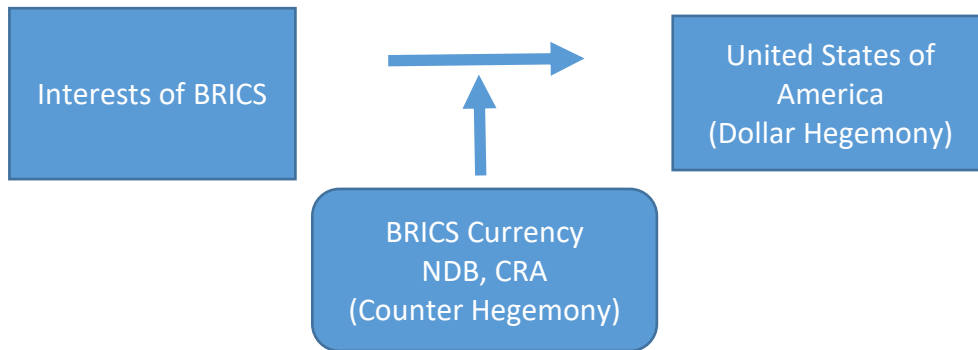 Interests of BRICS
United States of
America
(Dollar Hegemony)
BRICS Currency
NDB, CRA
(Counter Hegemony)